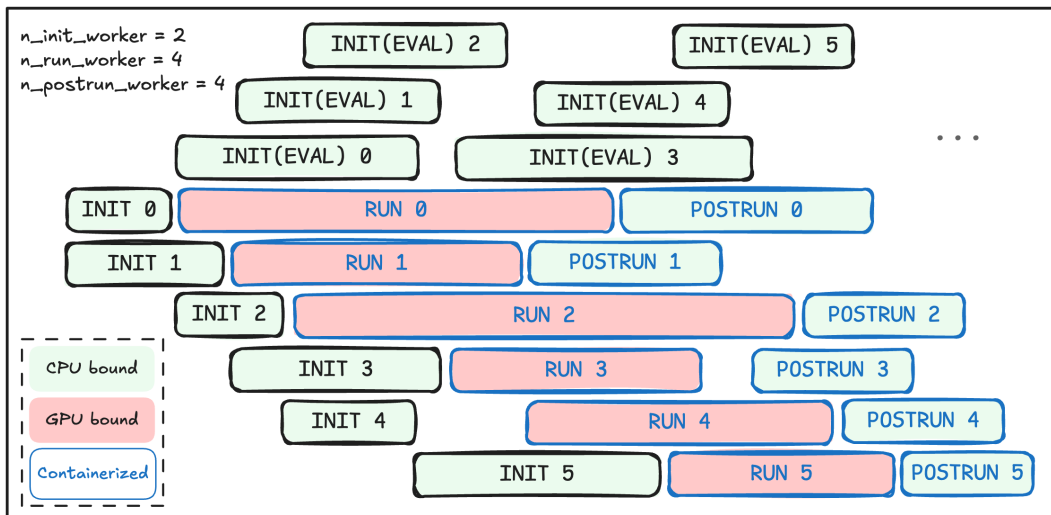 n_init_worker = 2
n_run_worker = 4
n_postrun_worker = 4
INIT(EVAL) 2
INIT(EVAL) 5
INIT(EVAL) 1
INIT(EVAL) 4
...
INIT(EVAL) 0
INIT(EVAL) 3
INIT 0
RUN 0
POSTRUN 0
INIT 1
RUN 1
POSTRUN 1
INIT 2
RUN 2
POSTRUN 2
INIT 3
RUN 3
POSTRUN 3
INIT 4
RUN 4
POSTRUN 4
INIT 5
RUN 5
POSTRUN 5
CPU bound
GPU bound
Containerized